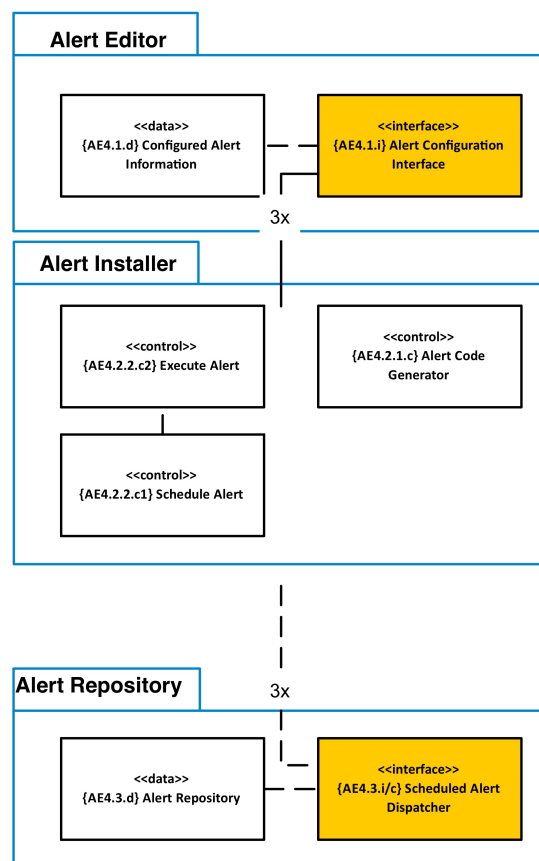 Alert Editor
<<data>>
{AE4.1.d} Configured Alert
Information
<<interface>>
{AE4.1.i} Alert Configuration
Interface
3x
Alert Installer
<<control>>
{AE4.2.2.c2} Execute Alert
<<control>>
{AE4.2.1.c} Alert Code
Generator
<<control>>
{AE4.2.2.c1} Schedule Alert
3x
Alert Repository
<<data>>
{AE4.3.d} Alert Repository
<<interface>>
{AE4.3.i/c} Scheduled Alert
Dispatcher